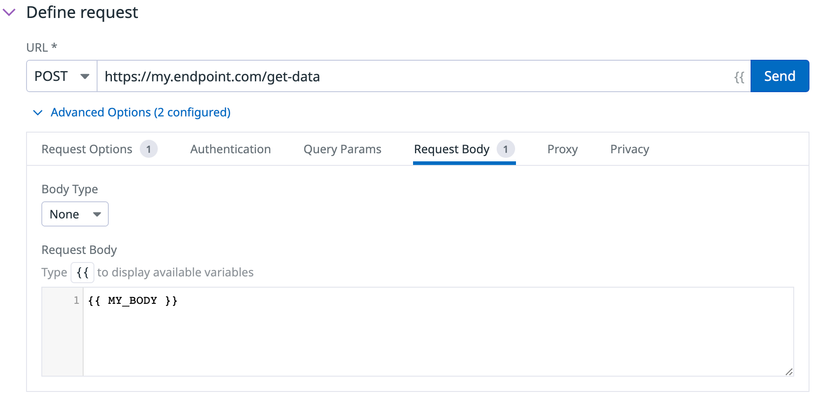 Define request
URL *
POST https://my.endpoint.com/get-data {{ Send
Advanced Options (2 configured)
Request Options 1 Authentication Query Params Request Body 1 Proxy Privacy
Body Type
None
Request Body
Type {{ to display available variables
1 {{ MY_BODY }}